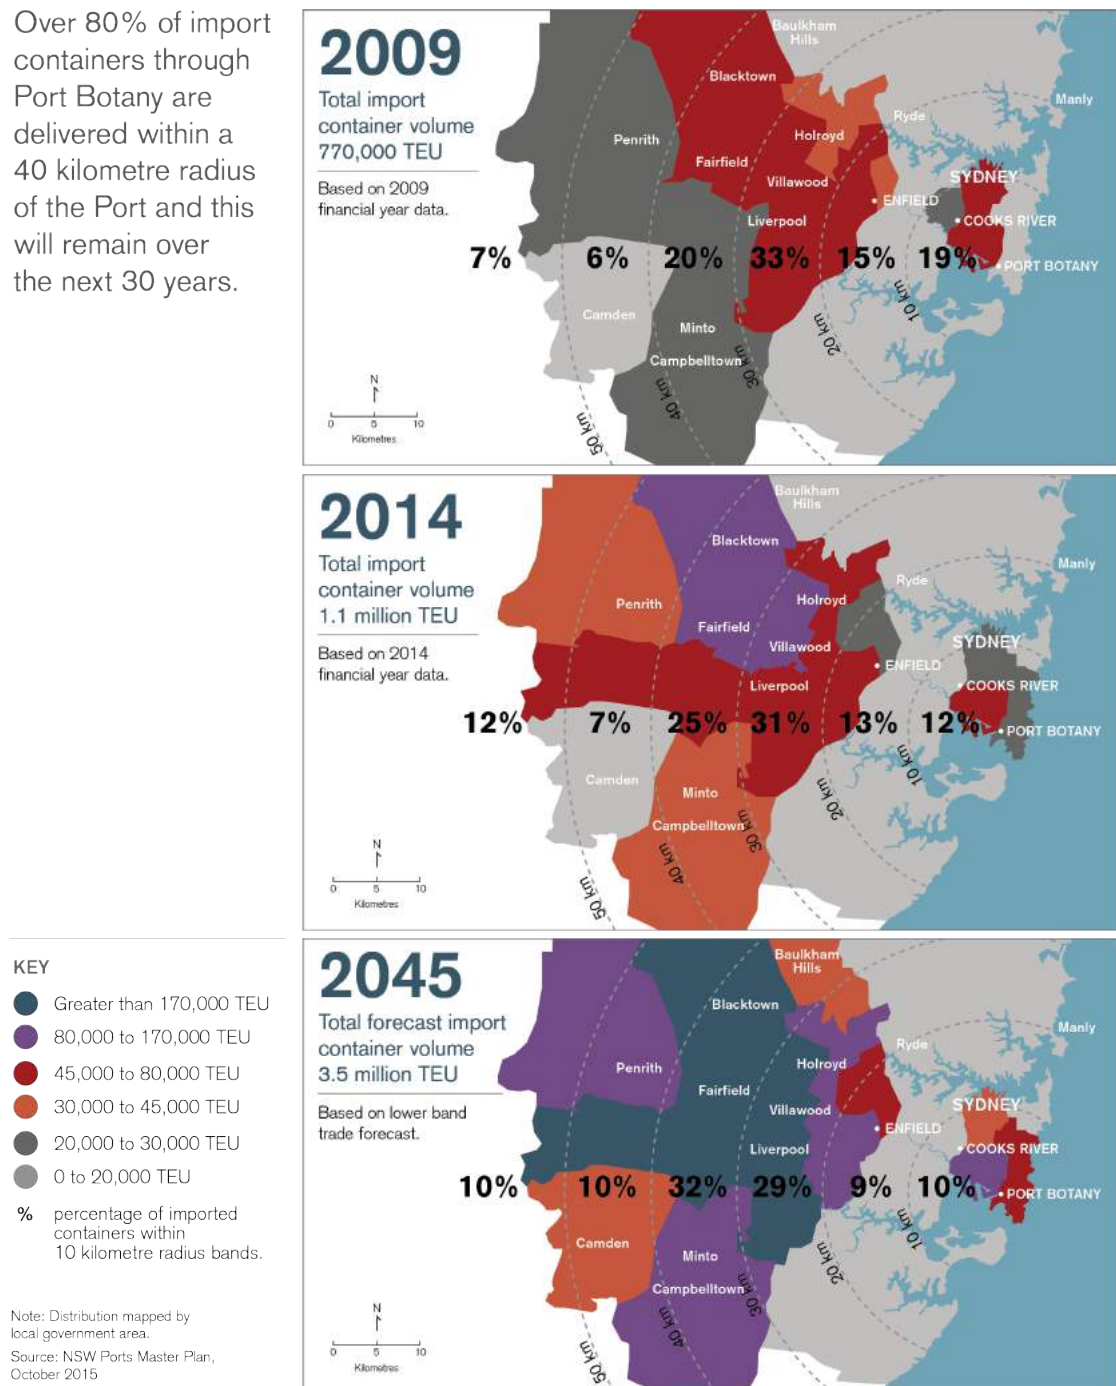 Over 80% of import
containers through
Port Botany are
delivered within a
40 kilometre radius
of the Port and this
will remain over
the next 30 years.
2009
Total import
container volume
770,000 TEU
Based on 2009
financial year data.
Baulkham
Hills
Blacktown
Manly
Ryde
Penrith
Holroyd
Fairfield
Villawood
SYDNEY
ENFIELD
Liverpool
COOKS RIVER
7%
6%
20%
33%
15%
19%
PORT BOTANY
10 km
Camden
Minto
20 km
Campbelltown
30 km
40 km
50 km
N
0 5 10
Kilometres
2014
Total import
container volume
1.1 million TEU
Based on 2014
financial year data.
Baulkham
Hills
Blacktown
Manly
Ryde
Penrith
Holroyd
Fairfield
Villawood
SYDNEY
ENFIELD
Liverpool
COOKS RIVER
12%
7%
25%
31%
13%
12%
PORT BOTANY
10 km
Camden
Minto
20 km
Campbelltown
30 km
40 km
50 km
N
0 5 10
Kilometres
2045
Total forecast import
container volume
3.5 million TEU
Based on lower band
trade forecast.
Baulkham
Hills
Blacktown
Manly
Ryde
Penrith
Holroyd
Fairfield
Villawood
SYDNEY
ENFIELD
Liverpool
COOKS RIVER
10%
10%
32%
29%
9%
10%
PORT BOTANY
10 km
Camden
Minto
20 km
Campbelltown
30 km
40 km
50 km
N
0 5 10
Kilometres
KEY
Greater than 170,000 TEU
80,000 to 170,000 TEU
45,000 to 80,000 TEU
30,000 to 45,000 TEU
20,000 to 30,000 TEU
0 to 20,000 TEU
% percentage of imported
containers within
10 kilometre radius bands.
Note: Distribution mapped by
local government area.
Source: NSW Ports Master Plan,
October 2015